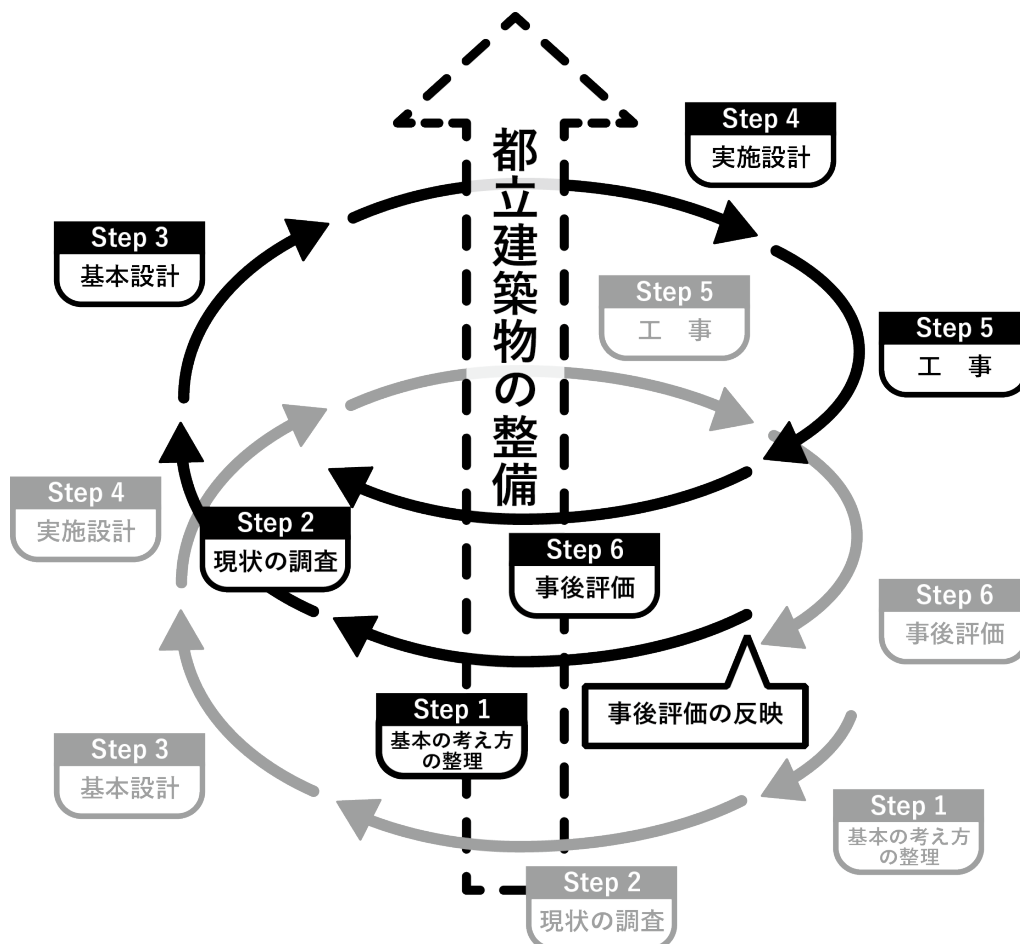 都立建築物の整備
Step 4
実施設計
Step 3
基本設計
Step 5
工　事
Step 5
工　事
Step 4
実施設計
Step 2
現状の調査
Step 6
事後評価
Step 6
事後評価
Step 1
基本の考え方
の整理
事後評価の反映
Step 3
基本設計
Step 1
基本の考え方
の整理
Step 2
現状の調査